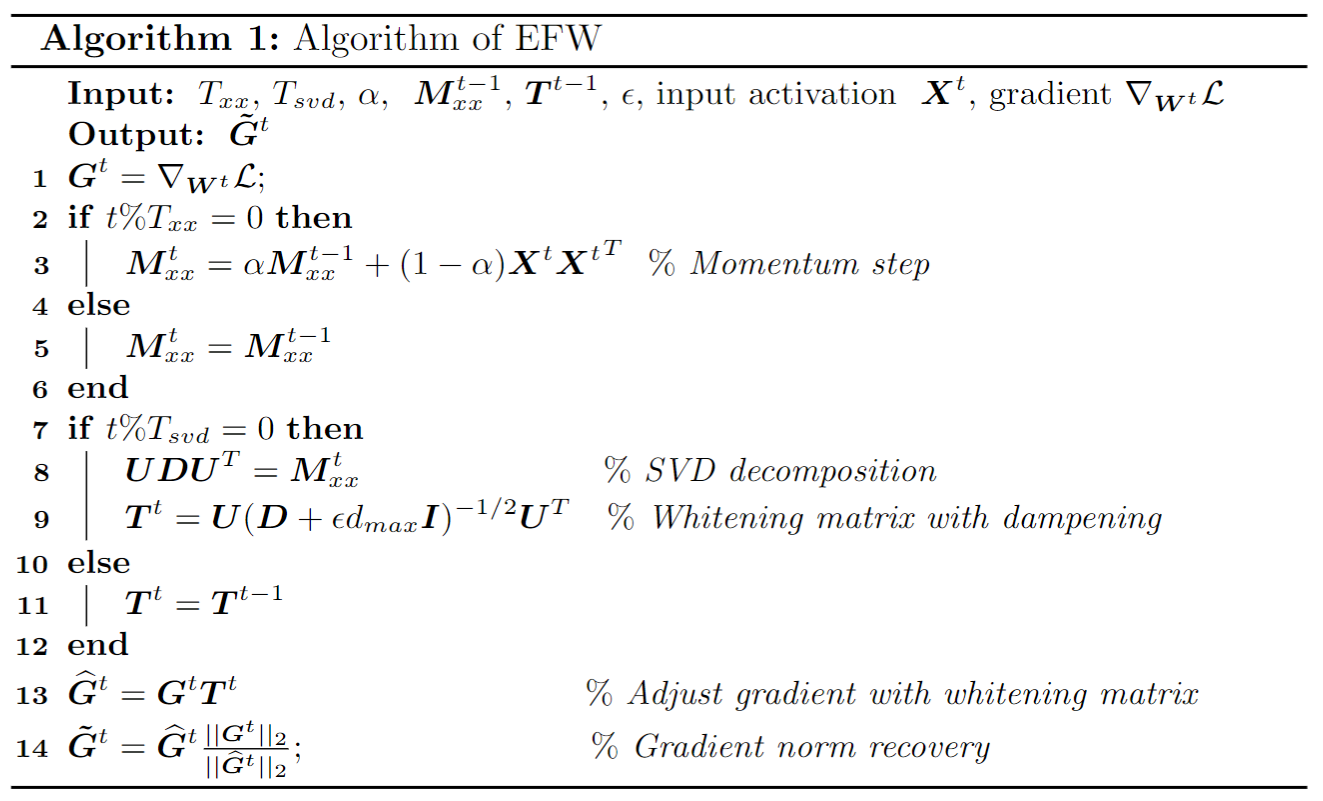 Algorithm 1: Algorithm of EFW
Input: $T_{xx}$, $T_{svd}$, $\alpha$, $\boldsymbol{M}_{xx}^{t-1}$, $\boldsymbol{T}^{t-1}$, $\epsilon$, input activation $\boldsymbol{X}^t$, gradient $\nabla_{\boldsymbol{W}^t}\mathcal{L}$
Output: $\tilde{\boldsymbol{G}}^t$
1 $\boldsymbol{G}^t = \nabla_{\boldsymbol{W}^t}\mathcal{L}$;
2 if $t\%T_{xx} = 0$ then
3 $\boldsymbol{M}_{xx}^t = \alpha\boldsymbol{M}_{xx}^{t-1} + (1-\alpha)\boldsymbol{X}^t{\boldsymbol{X}^t}^T$ % Momentum step
4 else
5 $\boldsymbol{M}_{xx}^t = \boldsymbol{M}_{xx}^{t-1}$
6 end
7 if $t\%T_{svd} = 0$ then
8 $\boldsymbol{U}\boldsymbol{D}\boldsymbol{U}^T = \boldsymbol{M}_{xx}^t$ % SVD decomposition
9 $\boldsymbol{T}^t = \boldsymbol{U}(\boldsymbol{D} + \epsilon d_{max}\boldsymbol{I})^{-1/2}\boldsymbol{U}^T$ % Whitening matrix with dampening
10 else
11 $\boldsymbol{T}^t = \boldsymbol{T}^{t-1}$
12 end
13 $\widehat{\boldsymbol{G}}^t = \boldsymbol{G}^t\boldsymbol{T}^t$ % Adjust gradient with whitening matrix
14 $\tilde{\boldsymbol{G}}^t = \widehat{\boldsymbol{G}}^t\frac{||\boldsymbol{G}^t||_2}{||\widehat{\boldsymbol{G}}^t||_2}$; % Gradient norm recovery